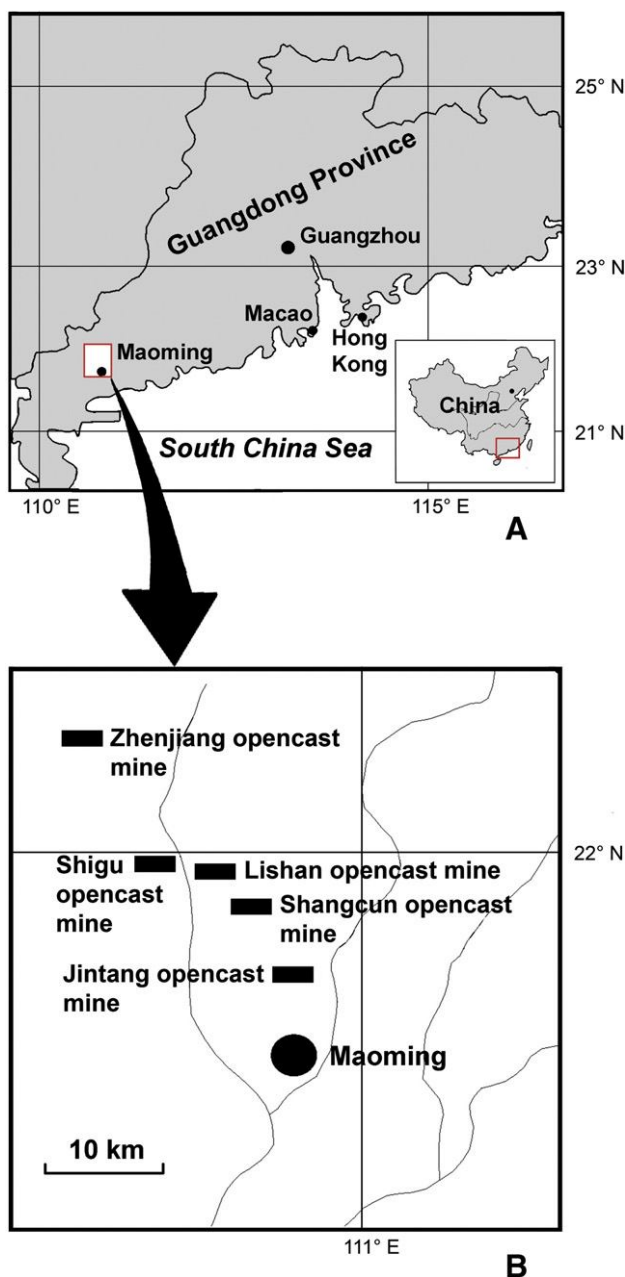 25° N
Guangdong Province
Guangzhou
23° N
Macao
Hong
Kong
Maoming
China
South China Sea
21° N
110° E
115° E
A
Zhenjiang opencast
mine
22° N
Shigu
opencast
mine
Lishan opencast mine
Shangcun opencast
mine
Jintang opencast
mine
Maoming
10 km
111° E
B